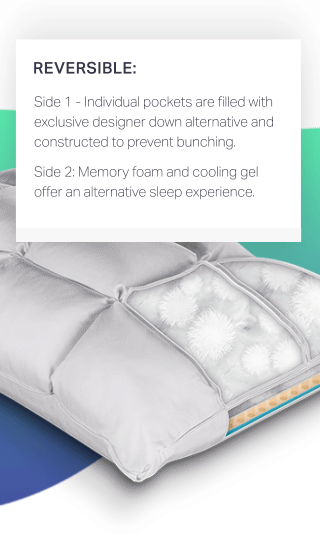 REVERSIBLE:
Side 1 - Individual pockets are filled with
exclusive designer down alternative and
constructed to prevent bunching.
Side 2: Memory foam and cooling gel
offer an alternative sleep experience.